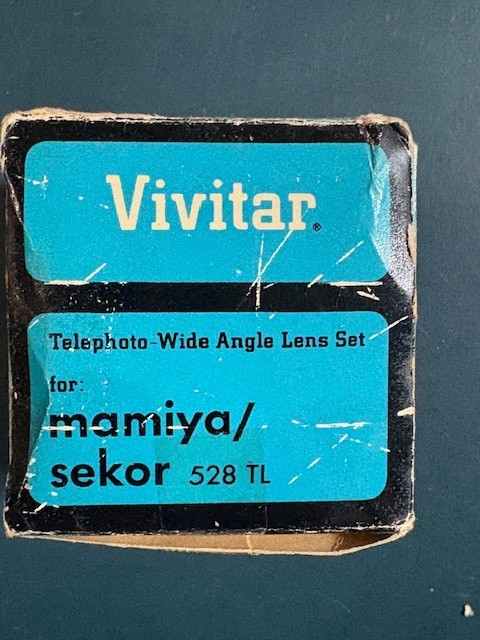 Vivitar®
Telephoto-Wide Angle Lens Set
for:
mamiya/
sekor 528 TL